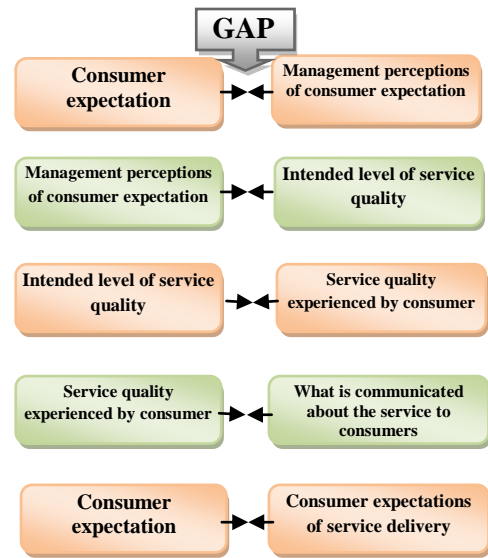 GAP
Consumer
expectation
Management perceptions
of consumer expectation
Management perceptions
of consumer expectation
Intended level of service
quality
Intended level of service
quality
Service quality
experienced by consumer
Service quality
experienced by consumer
What is communicated
about the service to
consumers
Consumer
expectation
Consumer expectations
of service delivery